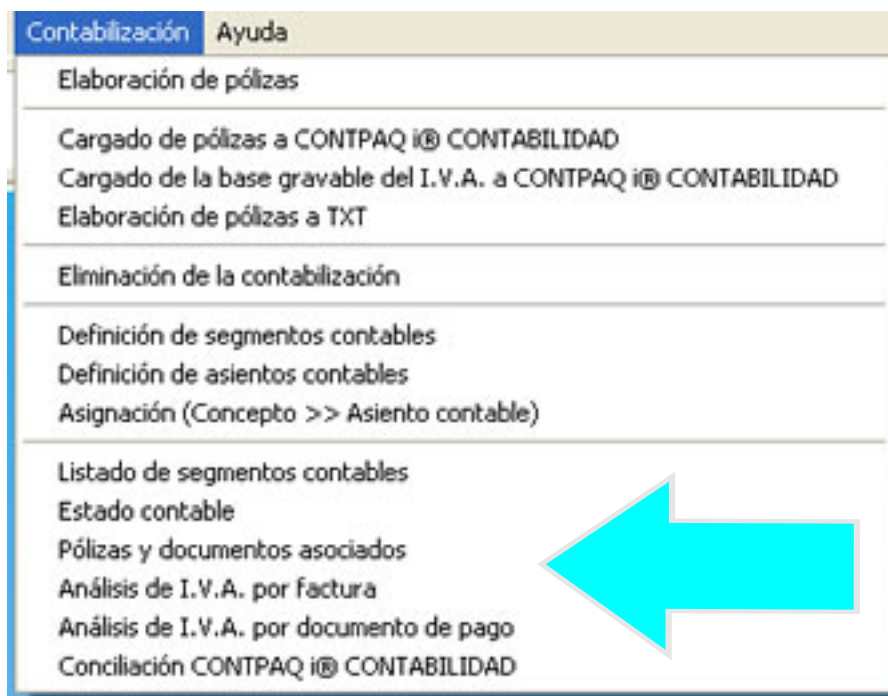 Contabilización Ayuda
Elaboración de pólizas
Cargado de pólizas a CONTPAQ i® CONTABILIDAD
Cargado de la base gravable del I.V.A. a CONTPAQ i® CONTABILIDAD
Elaboración de pólizas a TXT
Eliminación de la contabilización
Definición de segmentos contables
Definición de asientos contables
Asignación (Concepto >> Asiento contable)
Listado de segmentos contables
Estado contable
Pólizas y documentos asociados
Análisis de I.V.A. por factura
Análisis de I.V.A. por documento de pago
Conciliación CONTPAQ i® CONTABILIDAD